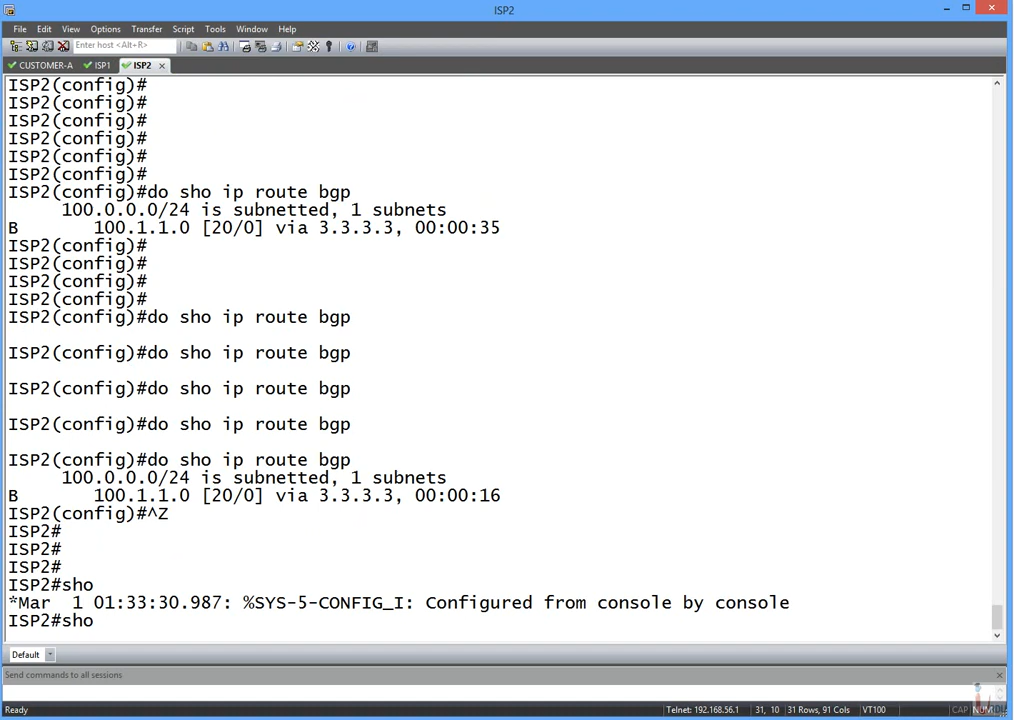 ISP2
File Edit View Options Transfer Script Tools Window Help
Enter host <Alt+R>
CUSTOMER-A ISP1 ISP2
ISP2(config)#
ISP2(config)#
ISP2(config)#
ISP2(config)#
ISP2(config)#
ISP2(config)#
ISP2(config)#do sho ip route bgp
100.0.0.0/24 is subnetted, 1 subnets
B 100.1.1.0 [20/0] via 3.3.3.3, 00:00:35
ISP2(config)#
ISP2(config)#
ISP2(config)#
ISP2(config)#
ISP2(config)#do sho ip route bgp
ISP2(config)#do sho ip route bgp
ISP2(config)#do sho ip route bgp
ISP2(config)#do sho ip route bgp
ISP2(config)#do sho ip route bgp
100.0.0.0/24 is subnetted, 1 subnets
B 100.1.1.0 [20/0] via 3.3.3.3, 00:00:16
ISP2(config)#^Z
ISP2#
ISP2#
ISP2#
ISP2#sho
*Mar 1 01:33:30.987: %SYS-5-CONFIG_I: Configured from console by console
ISP2#sho
Default
Send commands to all sessions
Ready Telnet: 192.168.56.1 31, 10 31 Rows, 91 Cols VT100 CAP NUM